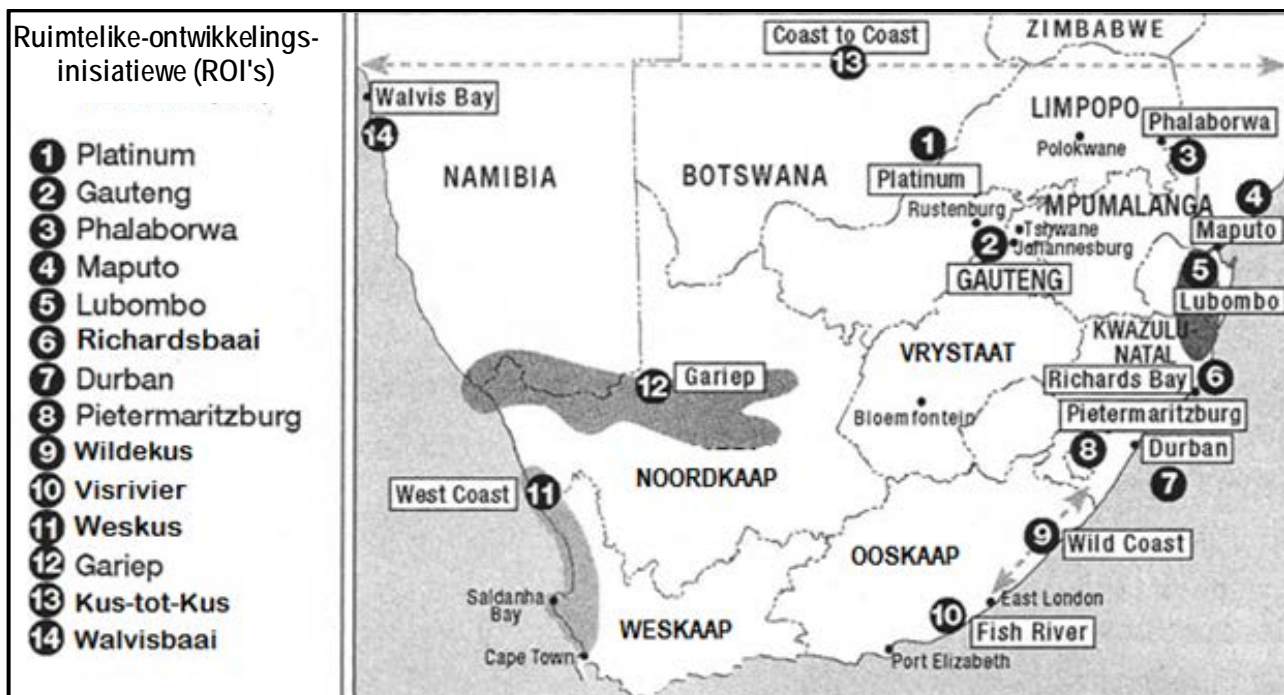 Ruimtelike-ontwikkelings-
inisiatiewe (ROI's)
1 Platinum
2 Gauteng
3 Phalaborwa
4 Maputo
5 Lubombo
6 Richardsbaai
7 Durban
8 Pietermaritzburg
9 Wildekus
10 Visrivier
11 Weskus
12 Gariep
13 Kus-tot-Kus
14 Walvisbaai
Coast to Coast
13
ZIMBABWE
Walvis Bay
14
LIMPOPO
Phalaborwa
3
Polokwane
1
Platinum
NAMIBIA
BOTSWANA
MPUMALANGA
4
Maputo
Rustenburg
Tshwane
2
Johannesburg
GAUTENG
5
Lubombo
KWAZULU-
NATAL
VRYSTAAT
12
Gariep
Richards Bay
6
Bloemfontein
Pietermaritzburg
8
Durban
7
NOORDKAAP
West Coast
11
OOSKAAP
9
Wild Coast
Saldanha
Bay
East London
10
Fish River
WESKAAP
Cape Town
Port Elizabeth